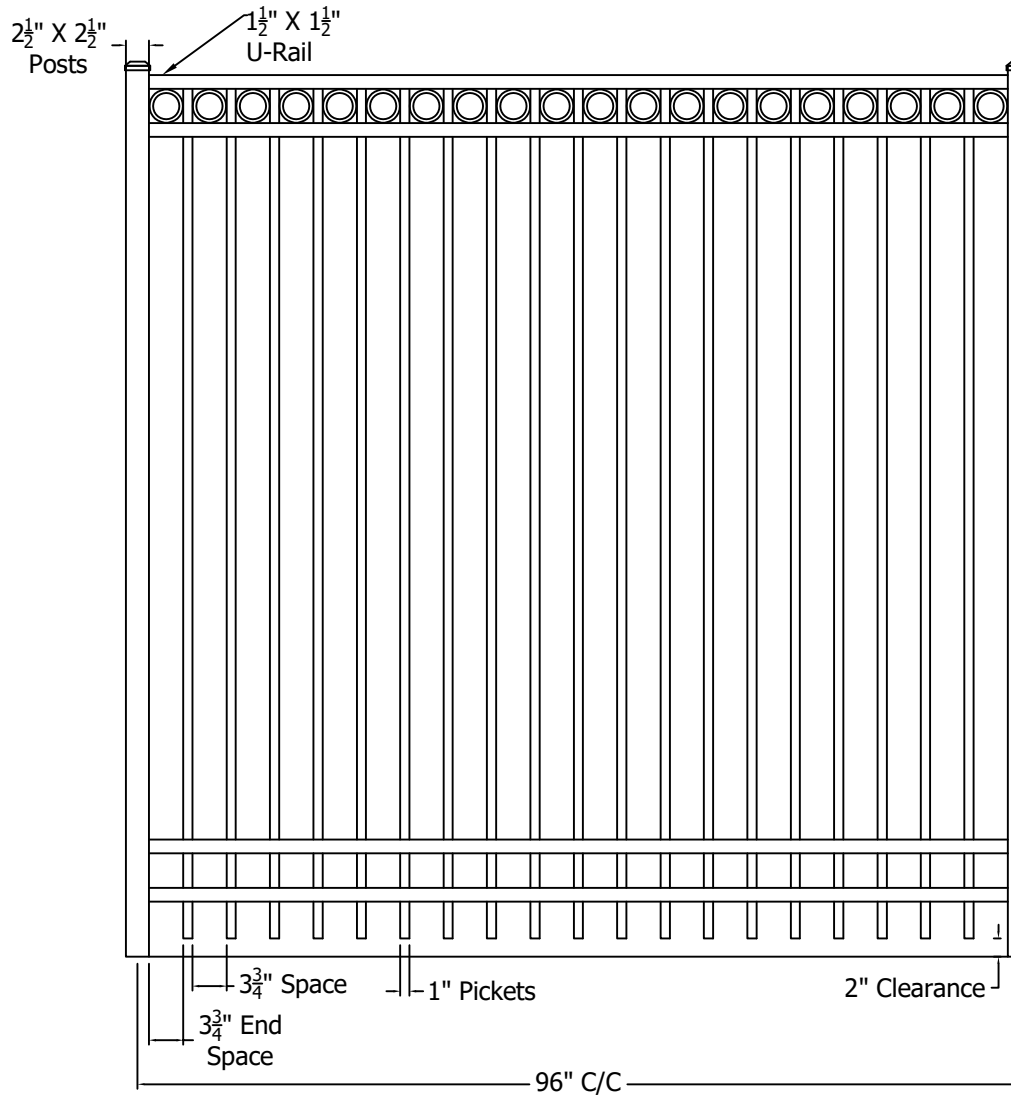 2½" X 2½"
Posts
1½" X 1½"
U-Rail
3¾" Space
1" Pickets
2" Clearance
3¾" End
Space
96" C/C